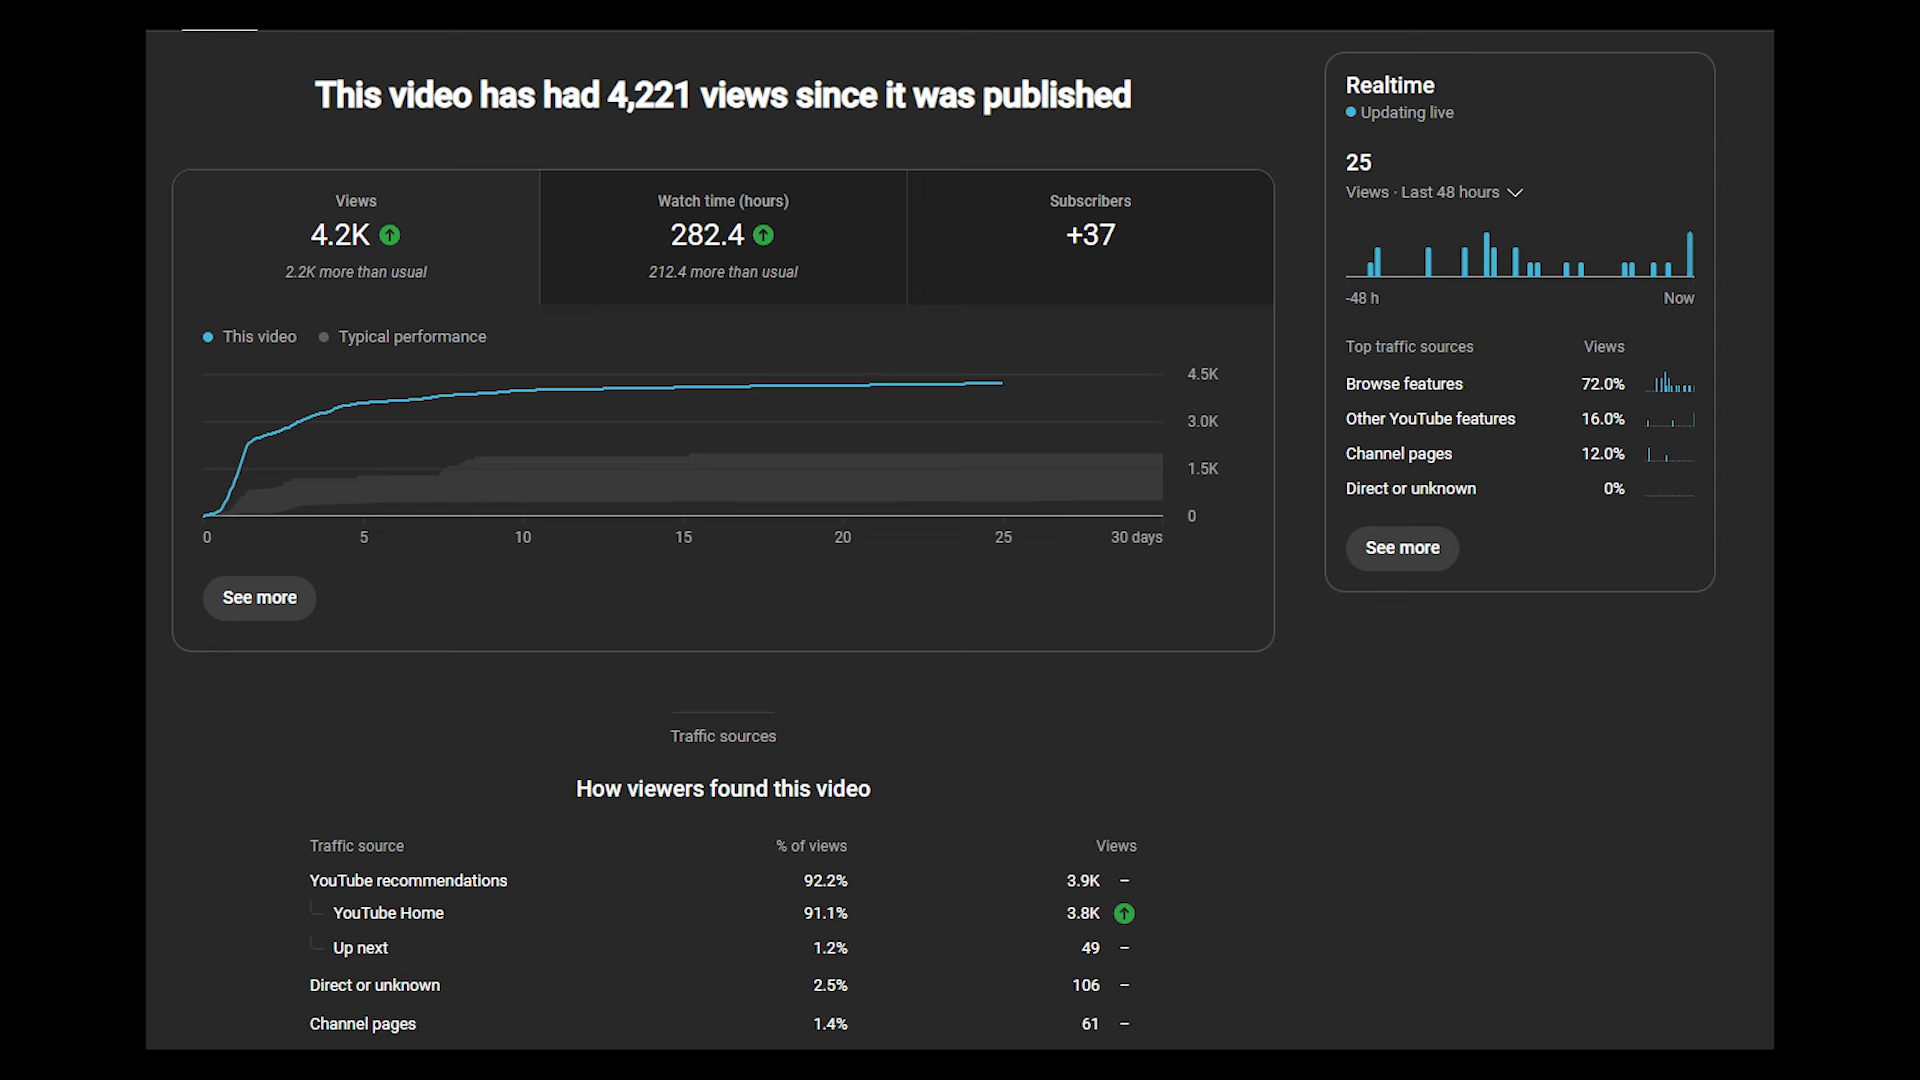 This video has had 4,221 views since it was published
Views
4.2K
2.2K more than usual
Watch time (hours)
282.4
212.4 more than usual
Subscribers
+37
This video
Typical performance
4.5K
3.0K
1.5K
0
0 5 10 15 20 25 30 days
See more
Realtime
Updating live
25
Views · Last 48 hours
-48 h Now
Top traffic sources Views
Browse features 72.0%
Other YouTube features 16.0%
Channel pages 12.0%
Direct or unknown 0%
See more
Traffic sources
How viewers found this video
Traffic source % of views Views
YouTube recommendations 92.2% 3.9K –
YouTube Home 91.1% 3.8K
Up next 1.2% 49 –
Direct or unknown 2.5% 106 –
Channel pages 1.4% 61 –